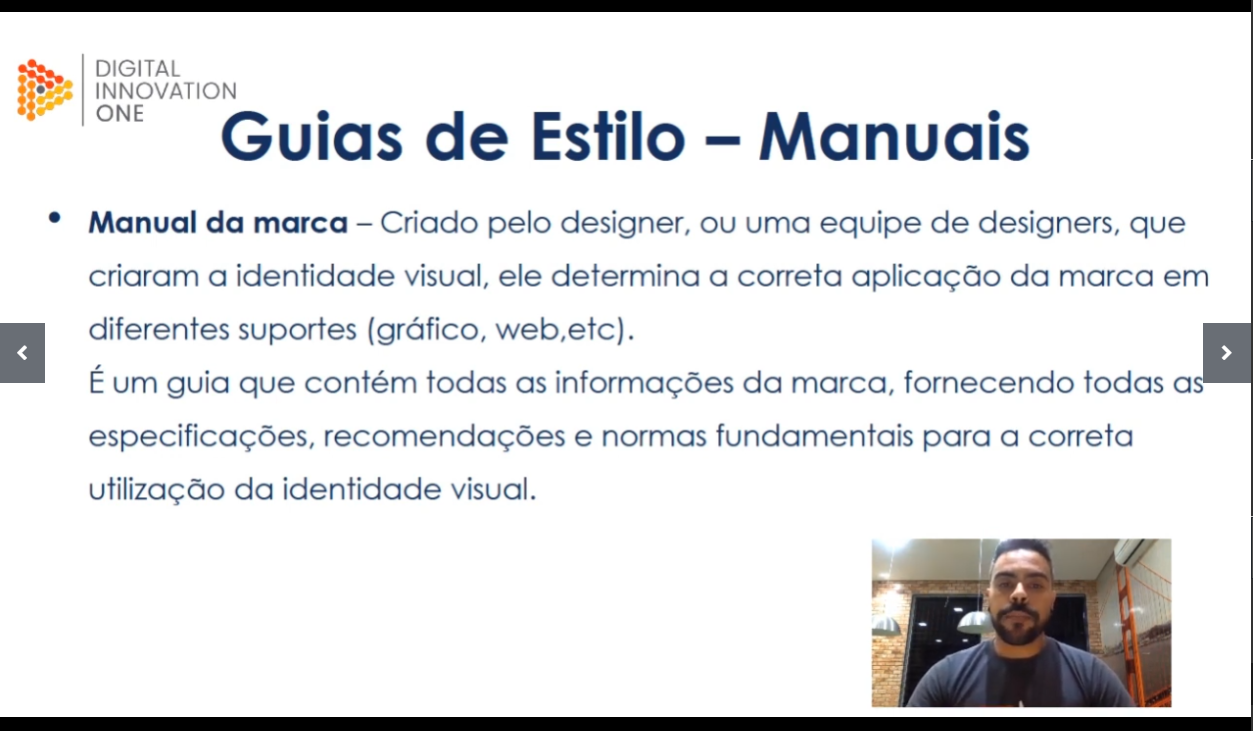 DIGITAL
INNOVATION
ONE
Guias de Estilo – Manuais
• Manual da marca – Criado pelo designer, ou uma equipe de designers, que
criaram a identidade visual, ele determina a correta aplicação da marca em
diferentes suportes (gráfico, web,etc).
É um guia que contém todas as informações da marca, fornecendo todas as
especificações, recomendações e normas fundamentais para a correta
utilização da identidade visual.